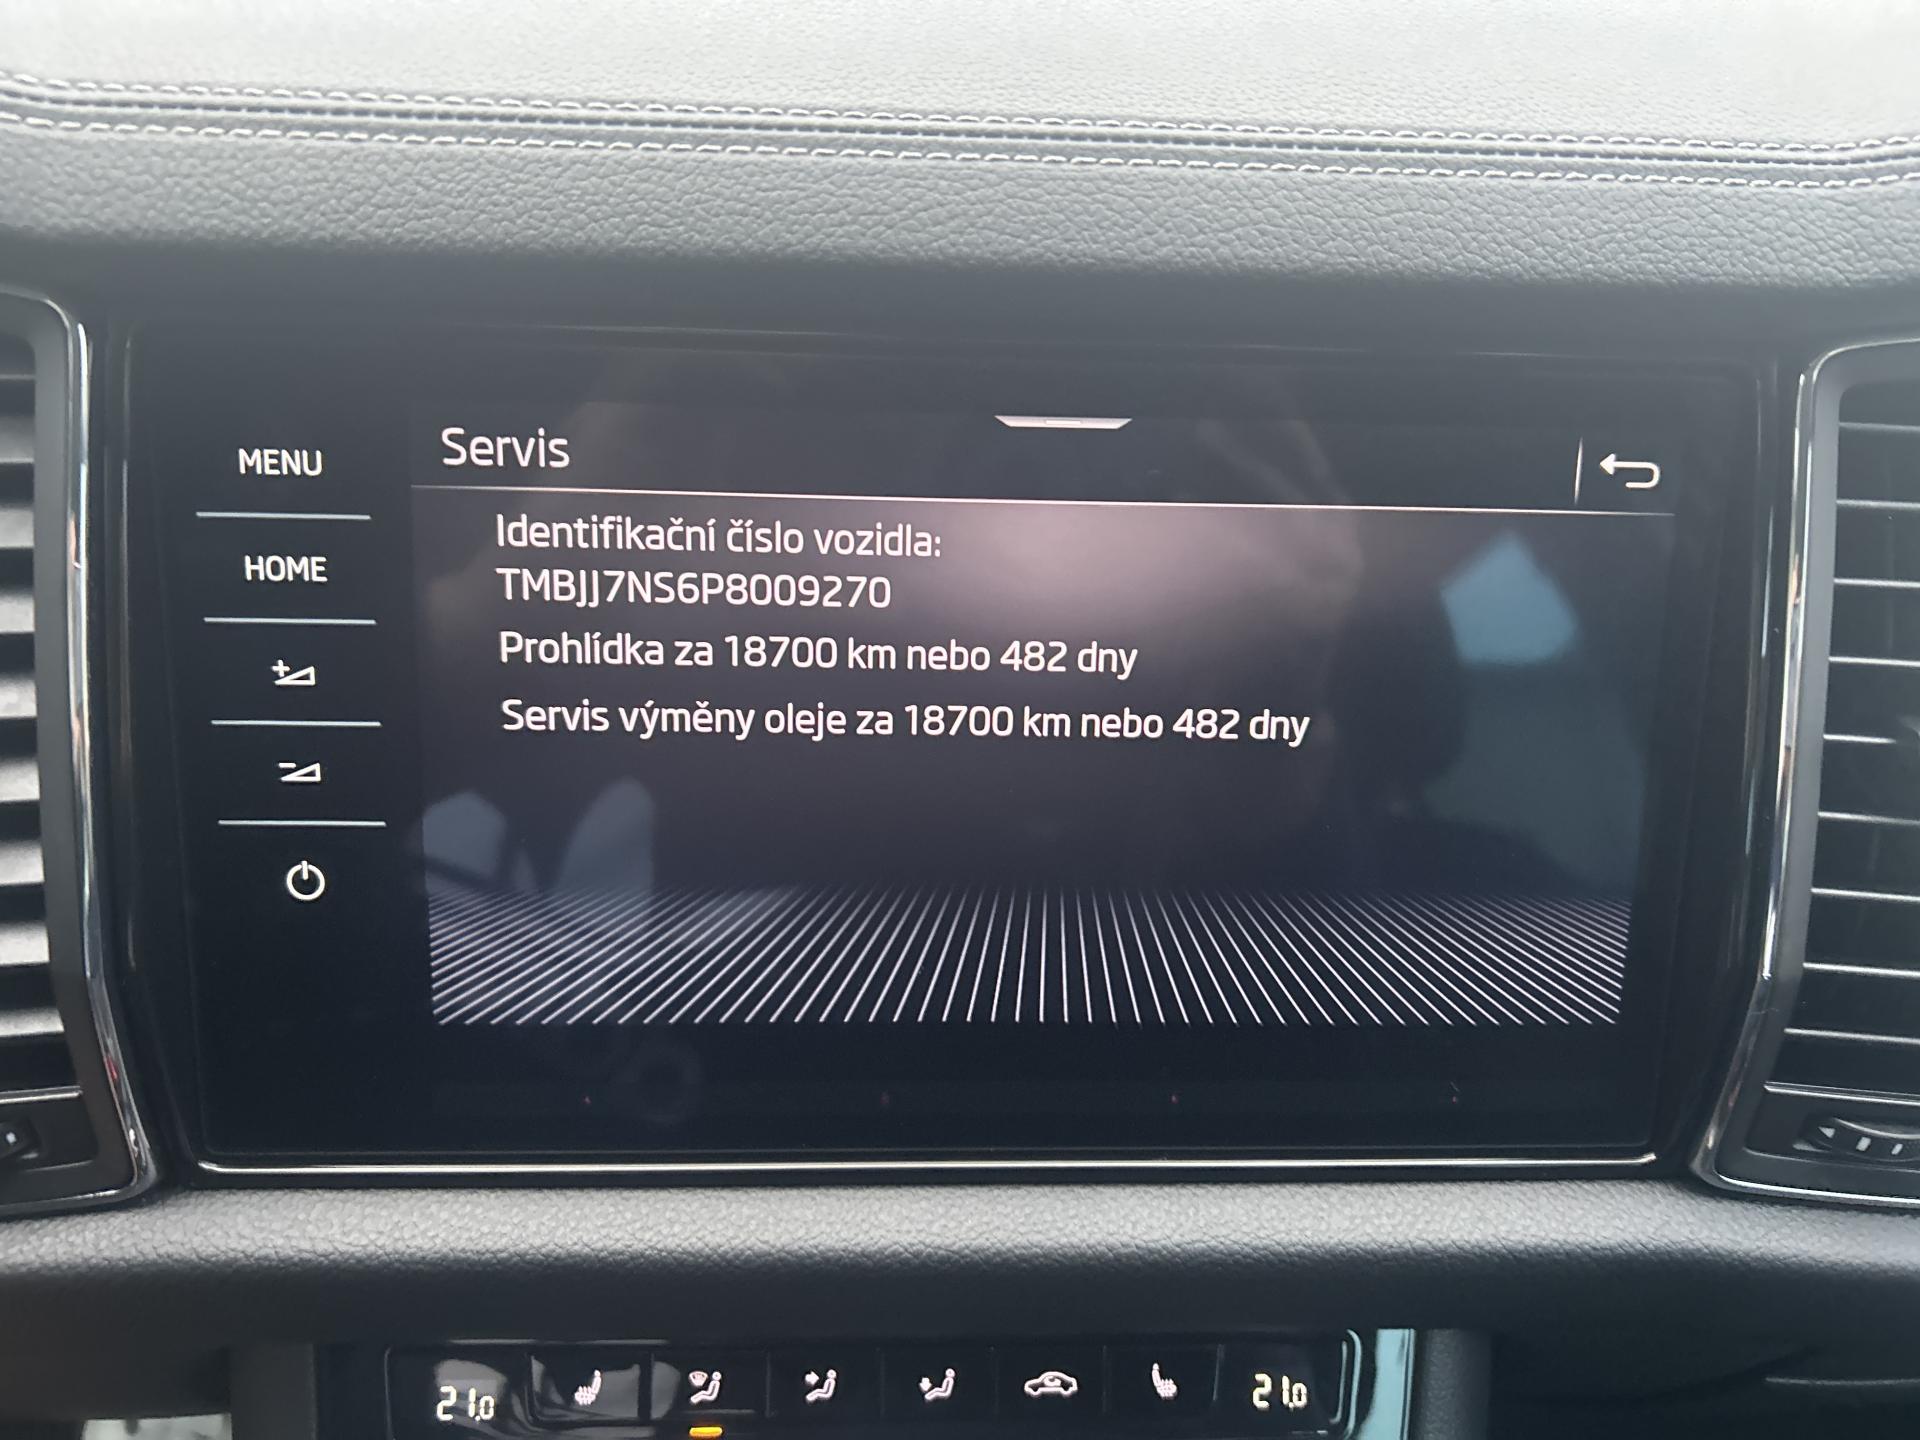 Servis
MENU
HOME
Identifikační číslo vozidla:
TMBJJ7NS6P8009270
Prohlídka za 18700 km nebo 482 dny
Servis výměny oleje za 18700 km nebo 482 dny
21.0
21.0